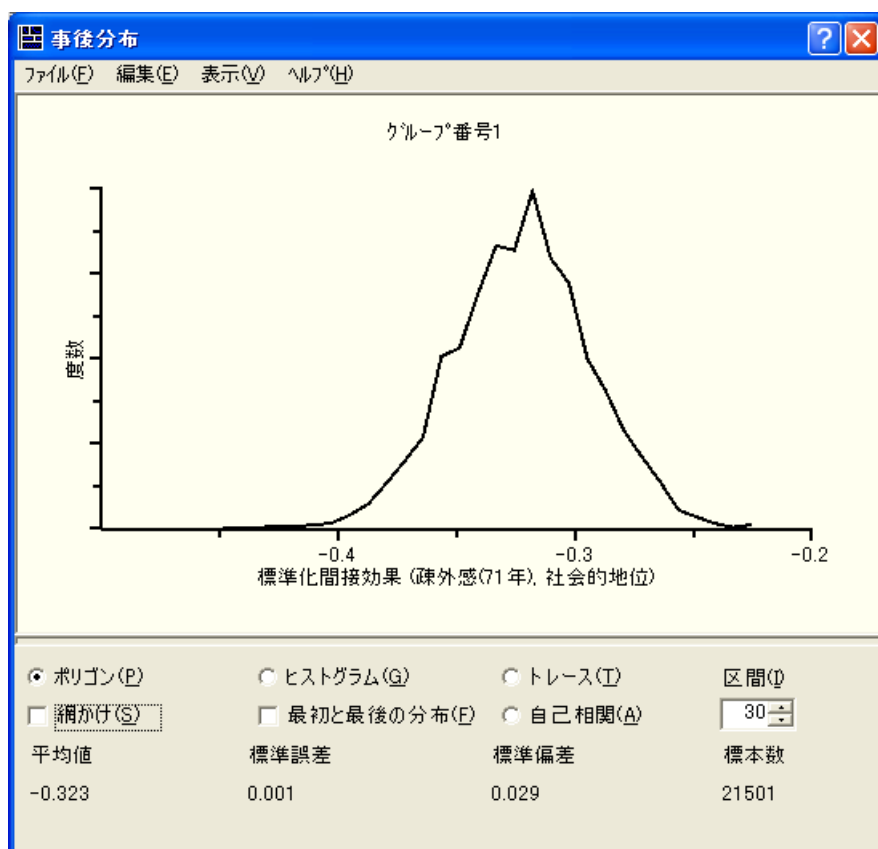 事後分布
ファイル(F) 編集(E) 表示(V) ヘルプ(H)
グループ番号1
度数
-0.4 -0.3 -0.2
標準化間接効果 (疎外感(71年), 社会的地位)
ポリゴン(P) ヒストグラム(G) トレース(T) 区間(I)
網かけ(S) 最初と最後の分布(F) 自己相関(A) 30
平均値 標準誤差 標準偏差 標本数
-0.323 0.001 0.029 21501